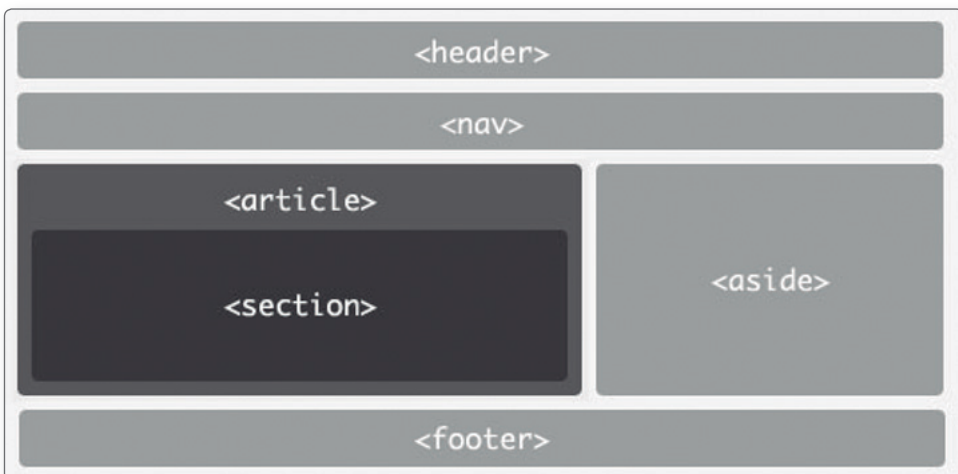 <header>
<nav>
<article>
<section>
<aside>
<footer>